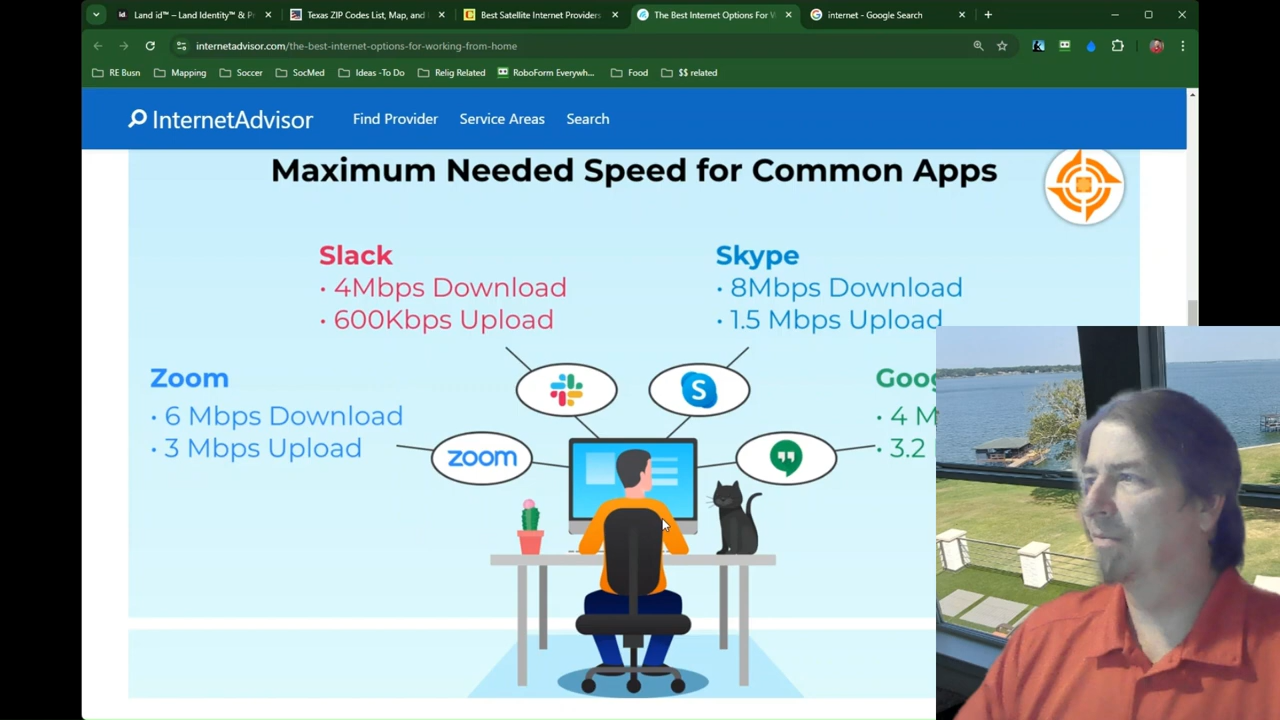 Land id™ – Land Identity™ & Pr
Texas ZIP Codes List, Map, and
Best Satellite Internet Providers
The Best Internet Options For W
internet - Google Search
internetadvisor.com/the-best-internet-options-for-working-from-home
RE Busn
Mapping
Soccer
SocMed
Ideas -To Do
Relig Related
RoboForm Everywh...
Food
$$ related
InternetAdvisor
Find Provider
Service Areas
Search
Maximum Needed Speed for Common Apps
Slack
• 4Mbps Download
• 600Kbps Upload
Skype
• 8Mbps Download
• 1.5 Mbps Upload
Zoom
• 6 Mbps Download
• 3 Mbps Upload
zoom
S
Goo
• 4 M
• 3.2